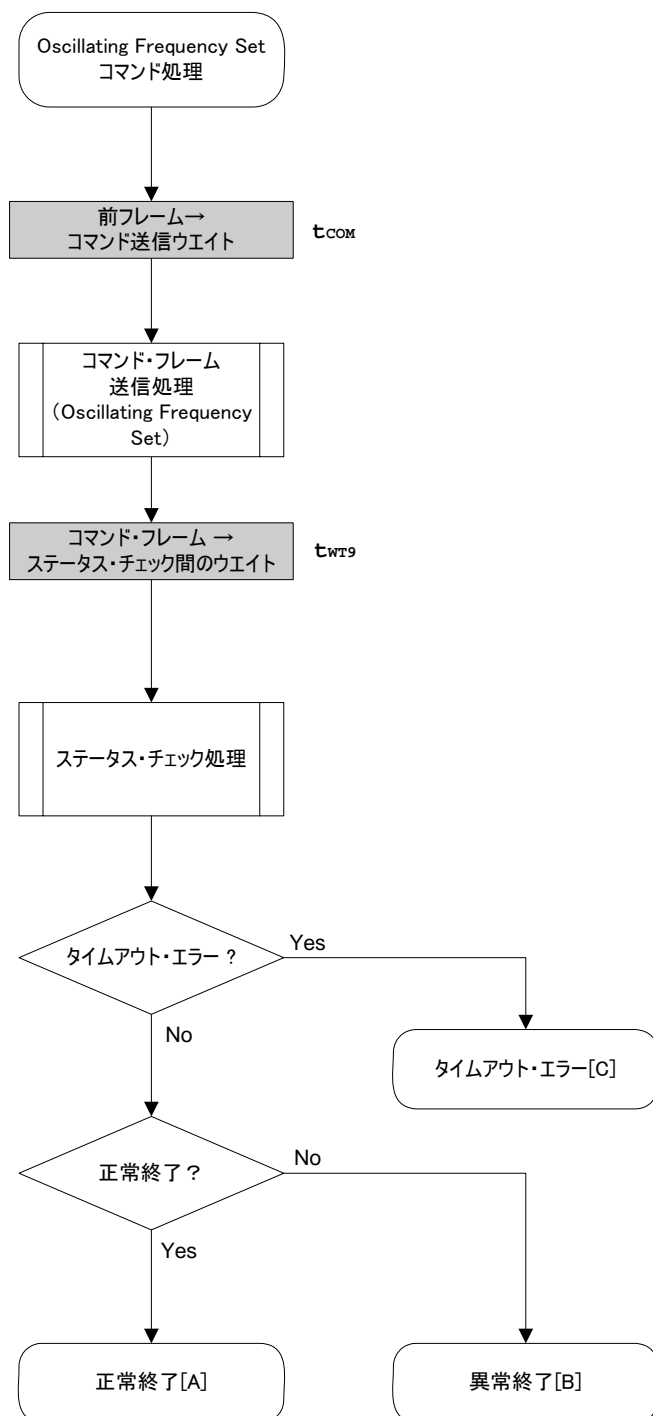 Oscillating Frequency Set
コマンド処理
前フレーム→
コマンド送信ウエイト
tCOM
コマンド・フレーム
送信処理
（Oscillating Frequency
Set）
コマンド・フレーム →
ステータス・チェック間のウエイト
tWT9
ステータス・チェック処理
タイムアウト・エラー？
Yes
No
タイムアウト・エラー[C]
正常終了？
No
Yes
正常終了[A]
異常終了[B]